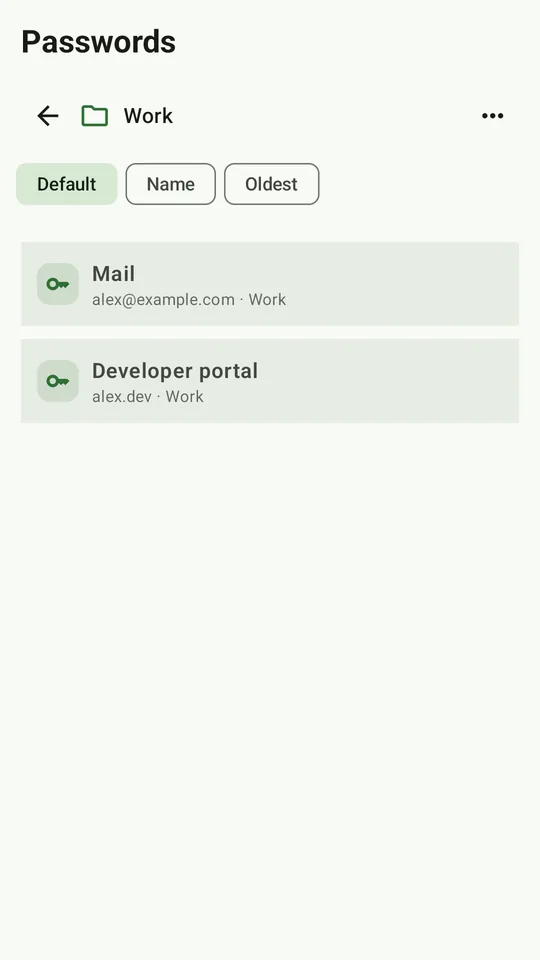 Passwords
Work
Default Name Oldest
Mail
alex@example.com · Work
Developer portal
alex.dev · Work